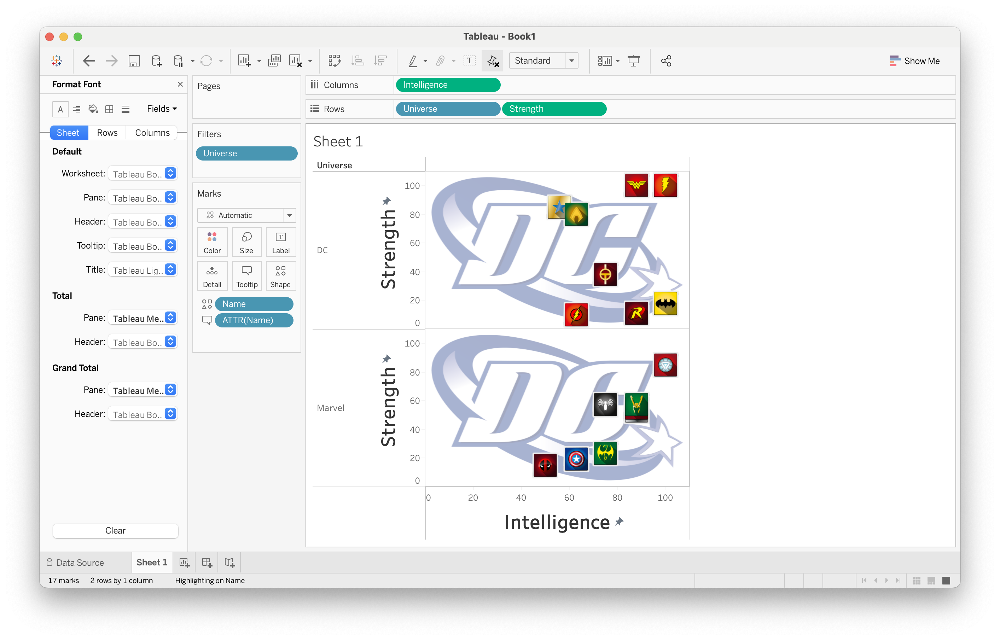 Tableau - Book1
Standard
Show Me
Format Font
Fields
Sheet Rows Columns
Default
Worksheet: Tableau Bo..
Pane: Tableau Bo..
Header: Tableau Bo..
Tooltip: Tableau Bo..
Title: Tableau Lig..
Total
Pane: Tableau Me..
Header: Tableau Bo..
Grand Total
Pane: Tableau Me..
Header: Tableau Bo..
Clear
Pages
Filters
Universe
Marks
Automatic
Color Size Label
Detail Tooltip Shape
Name
ATTR(Name)
Columns Intelligence
Rows Universe Strength
Sheet 1
Universe
DC
Strength
100
80
60
40
20
0
DC
R
Marvel
Strength
100
80
60
40
20
0
DC
0 20 40 60 80 100
Intelligence
Data Source Sheet 1
17 marks 2 rows by 1 column Highlighting on Name